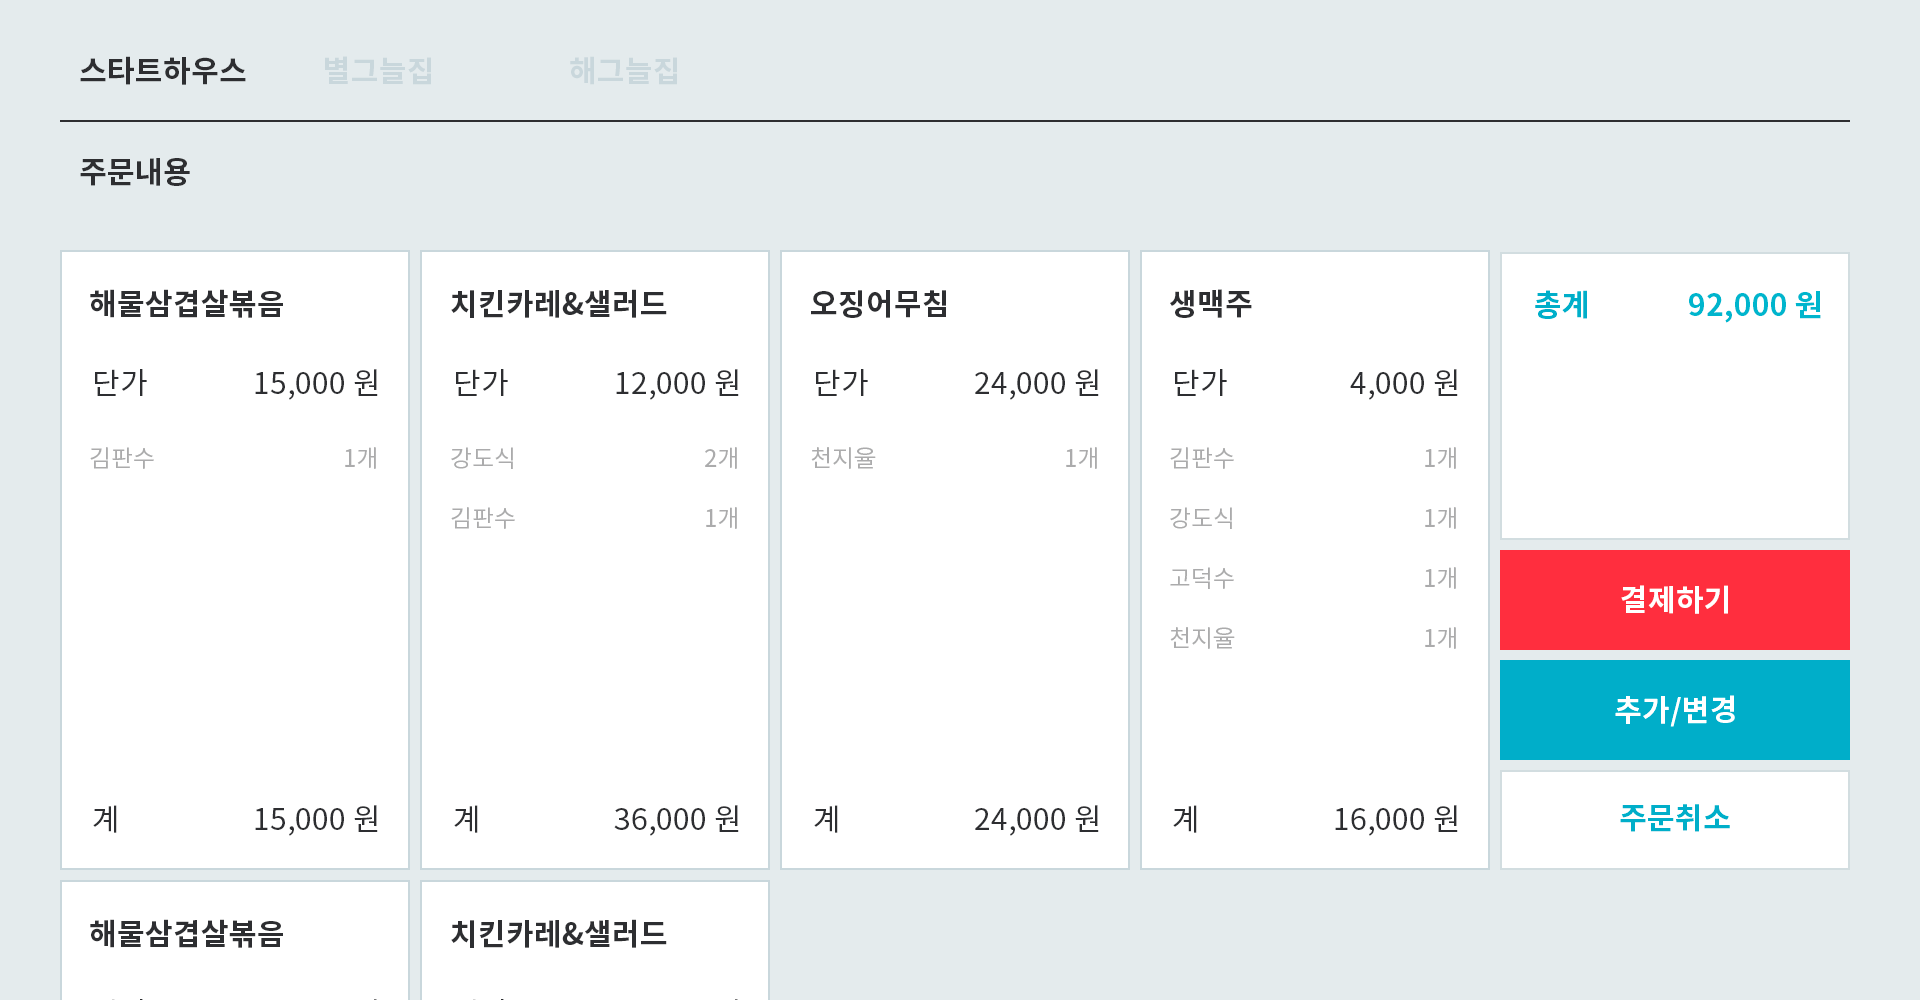 스타트하우스 별그늘집 해그늘집
주문내용
해물삼겹살볶음
단가 15,000 원
김판수 1개
계 15,000 원
치킨카레&샐러드
단가 12,000 원
강도식 2개
김판수 1개
계 36,000 원
오징어무침
단가 24,000 원
천지율 1개
계 24,000 원
생맥주
단가 4,000 원
김판수 1개
강도식 1개
고덕수 1개
천지율 1개
계 16,000 원
총계 92,000 원
결제하기
추가/변경
주문취소
해물삼겹살볶음
치킨카레&샐러드